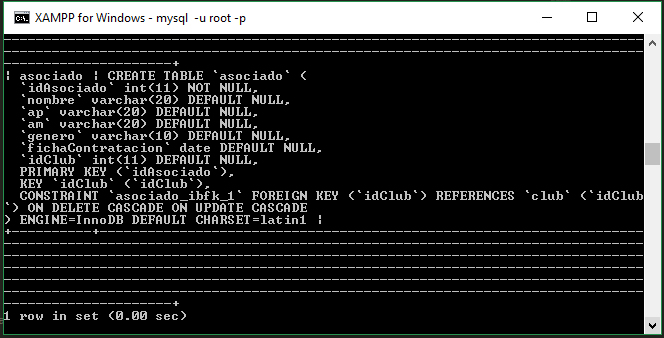 XAMPP for Windows - mysql -u root -p
---------------------------------------------------------------------------------
---------------------------------------------------------------------------------
---------------------+
| asociado | CREATE TABLE `asociado` (
  `idAsociado` int(11) NOT NULL,
  `nombre` varchar(20) DEFAULT NULL,
  `ap` varchar(20) DEFAULT NULL,
  `am` varchar(20) DEFAULT NULL,
  `genero` varchar(10) DEFAULT NULL,
  `fichaContratacion` date DEFAULT NULL,
  `idClub` int(11) DEFAULT NULL,
  PRIMARY KEY (`idAsociado`),
  KEY `idClub` (`idClub`),
  CONSTRAINT `asociado_ibfk_1` FOREIGN KEY (`idClub`) REFERENCES `club` (`idClub
`) ON DELETE CASCADE ON UPDATE CASCADE
) ENGINE=InnoDB DEFAULT CHARSET=latin1 |
+----------+---------------------------------------------------------------------
---------------------------------------------------------------------------------
---------------------------------------------------------------------------------
---------------------------------------------------------------------------------
---------------------------------------------------------------------------------
---------------------------------------------------------------------------------
---------------------+
1 row in set (0.00 sec)